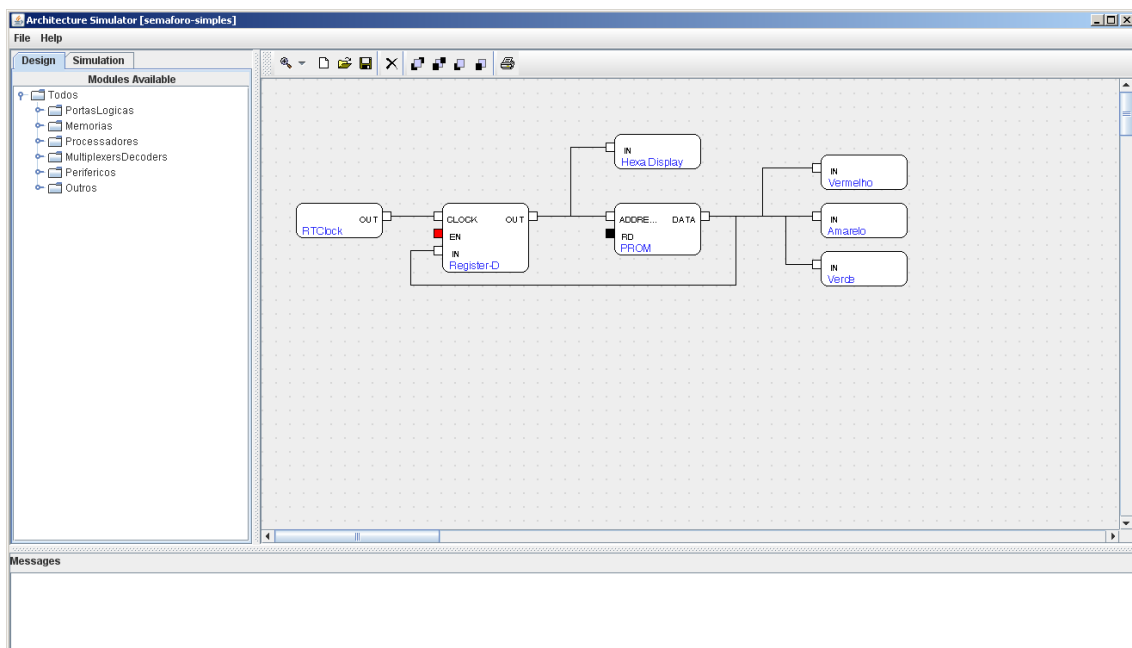 Architecture Simulator [semaforo-simples]
File Help
Design Simulation
Modules Available
Todos
PortasLogicas
Memorias
Processadores
MultiplexersDecoders
Perifericos
Outros
OUT
RTClock
CLOCK OUT
EN
IN
Register-D
IN
Hexa Display
ADDRE... DATA
RD
PROM
IN
Vermelho
IN
Amarelo
IN
Verde
Messages